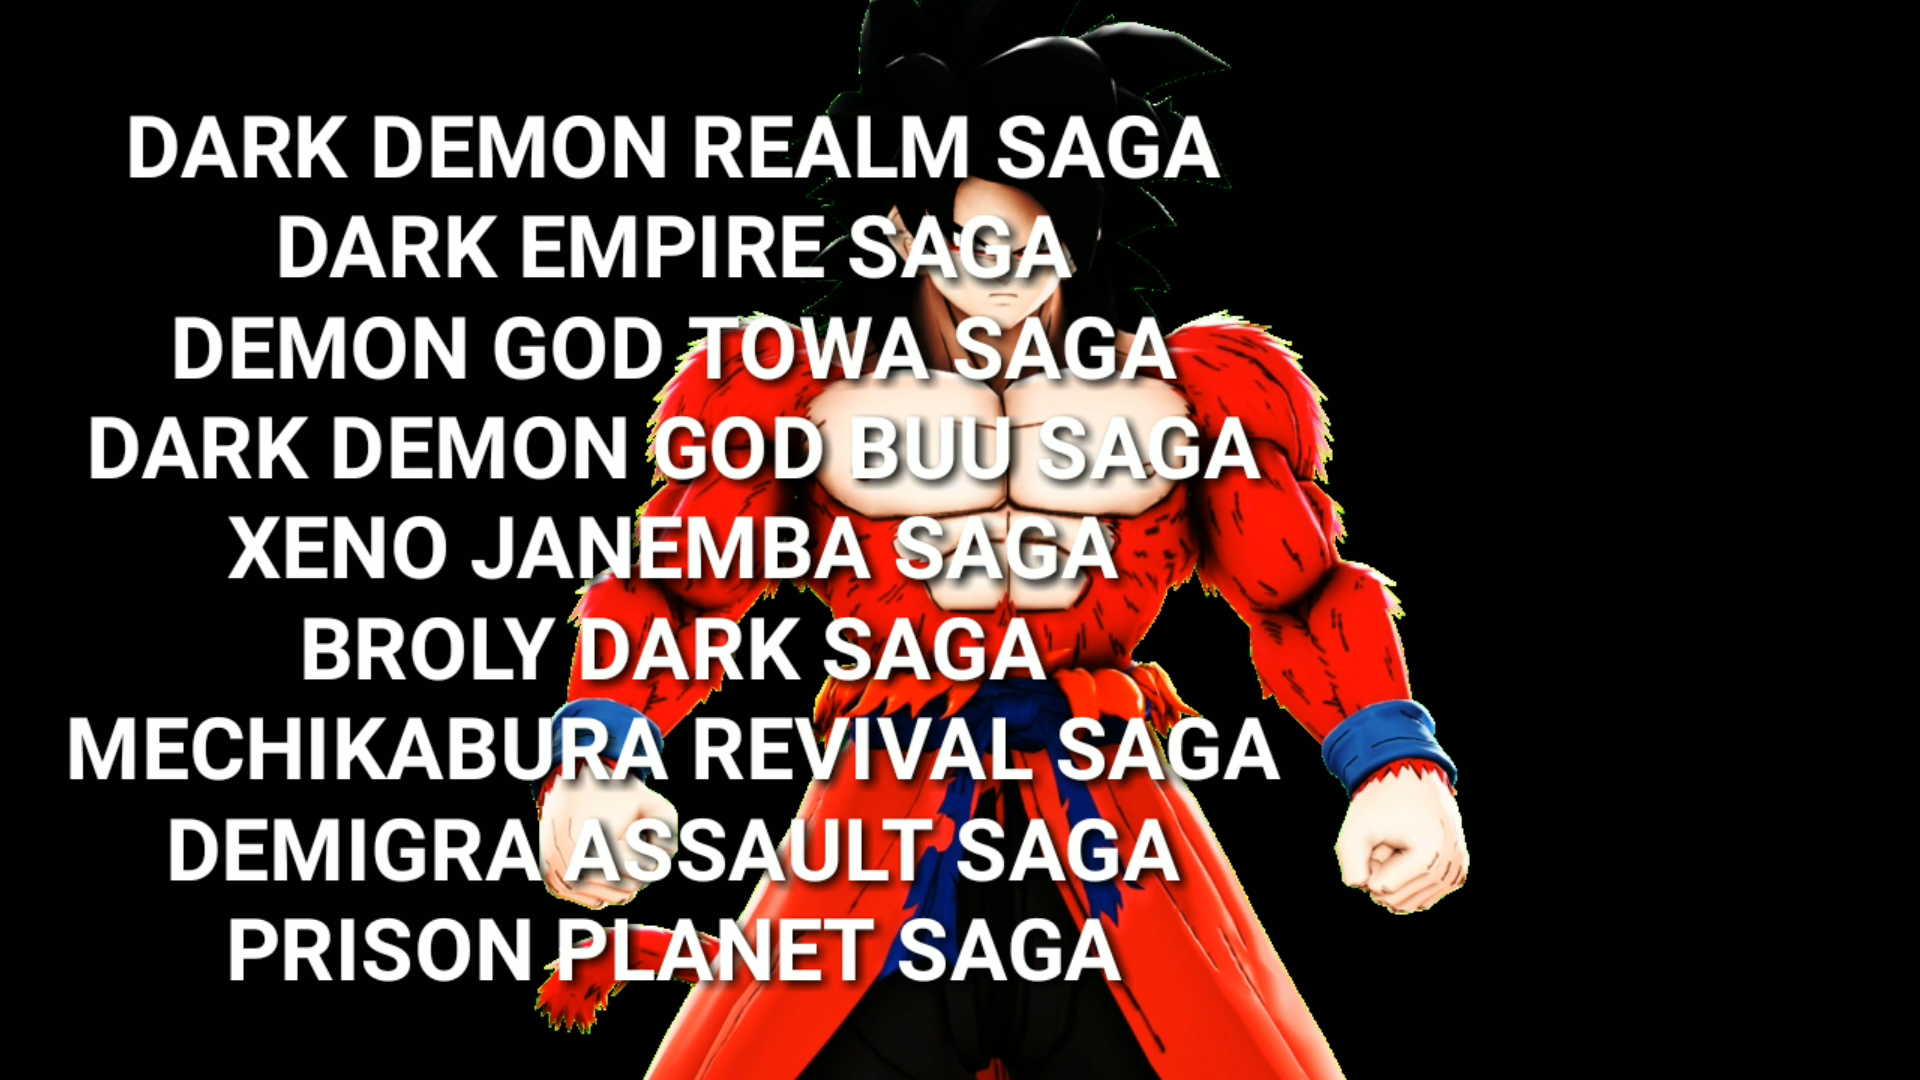 DARK DEMON REALM SAGA
DARK EMPIRE SAGA
DEMON GOD TOWA SAGA
DARK DEMON GOD BUU SAGA
XENO JANEMBA SAGA
BROLY DARK SAGA
MECHIKABURA REVIVAL SAGA
DEMIGRA ASSAULT SAGA
PRISON PLANET SAGA